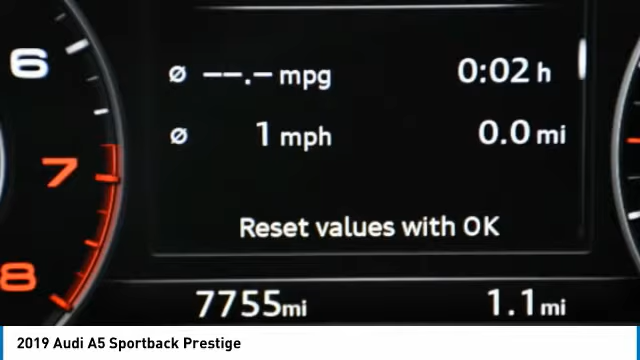 6
7
8
Ø --.- mpg 0:02 h
Ø 1 mph 0.0 mi
Reset values with OK
7755mi 1.1mi
2019 Audi A5 Sportback Prestige